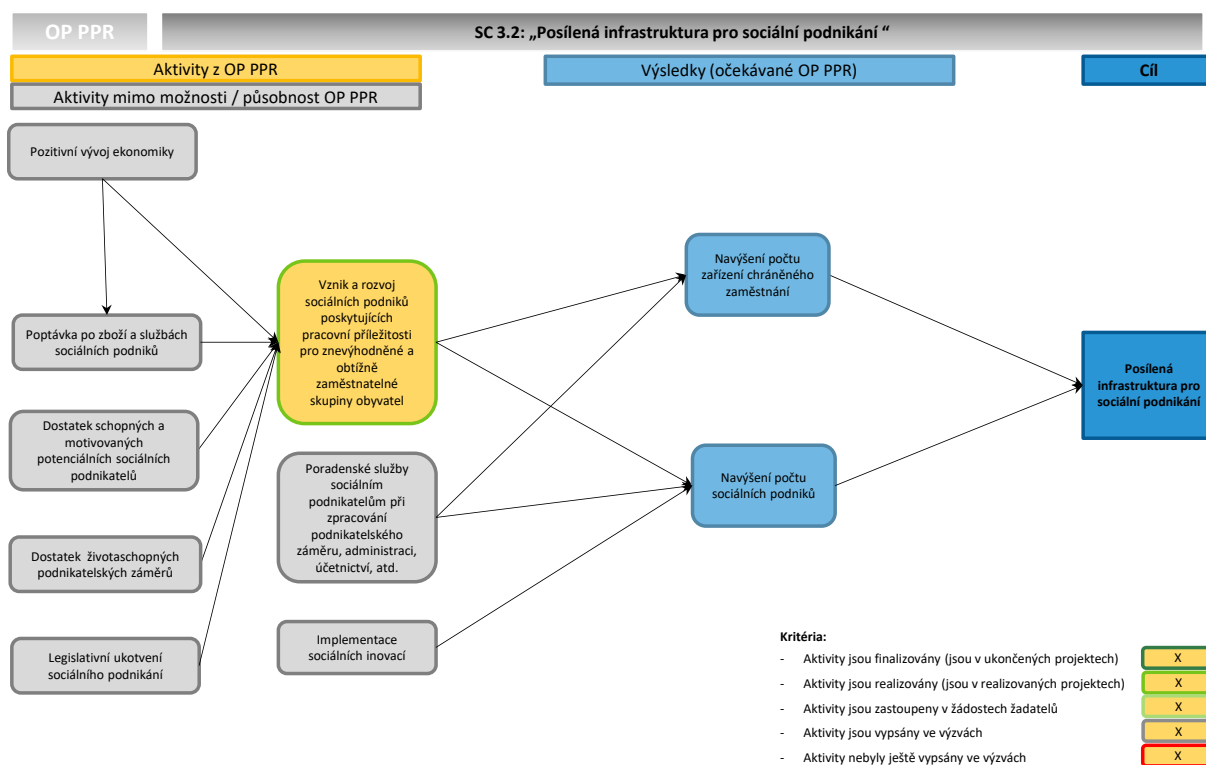 OP PPR
SC 3.2: „Posílená infrastruktura pro sociální podnikání “
Aktivity z OP PPR
Výsledky (očekávané OP PPR)
Cíl
Aktivity mimo možnosti / působnost OP PPR
Pozitivní vývoj ekonomiky
Poptávka po zboží a službách
sociálních podniků
Dostatek schopných a
motivovaných
potenciálních sociálních
podnikatelů
Dostatek životaschopných
podnikatelských záměrů
Legislativní ukotvení
sociálního podnikání
Vznik a rozvoj
sociálních podniků
poskytujících
pracovní příležitosti
pro znevýhodněné a
obtížně
zaměstnatelné
skupiny obyvatel
Poradenské služby
sociálním
podnikatelům při
zpracování
podnikatelského
záměru, administraci,
účetnictví, atd.
Implementace
sociálních inovací
Navýšení počtu
zařízení chráněného
zaměstnání
Navýšení počtu
sociálních podniků
Posílená
infrastruktura pro
sociální podnikání
Kritéria:
- Aktivity jsou finalizovány (jsou v ukončených projektech) X
- Aktivity jsou realizovány (jsou v realizovaných projektech) X
- Aktivity jsou zastoupeny v žádostech žadatelů X
- Aktivity jsou vypsány ve výzvách X
- Aktivity nebyly ještě vypsány ve výzvách X